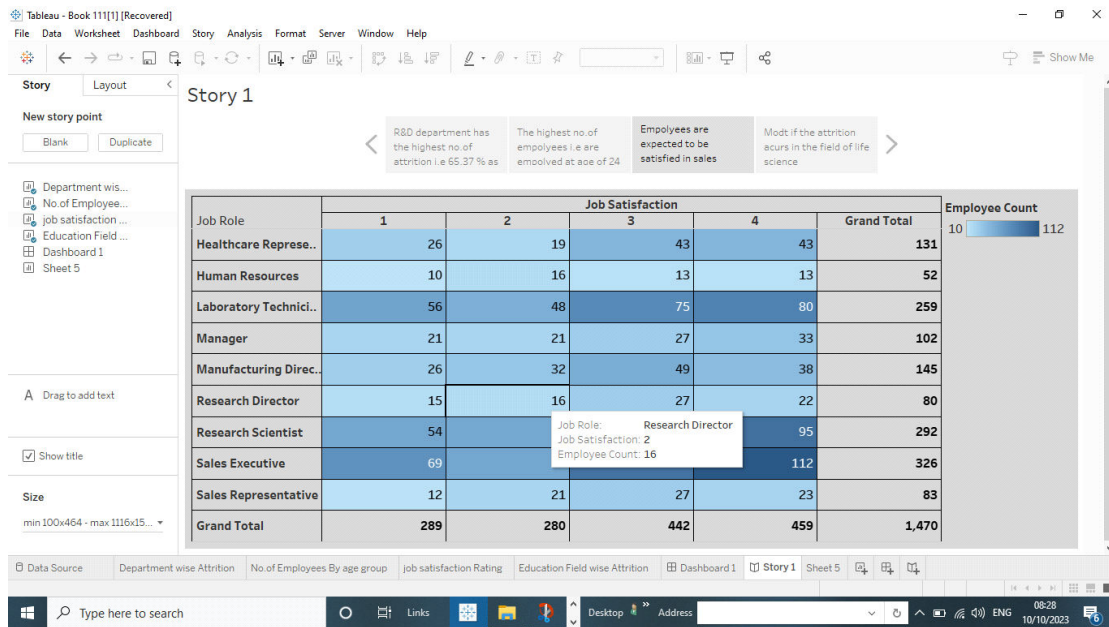 Tableau - Book 111[1] [Recovered]
File Data Worksheet Dashboard Story Analysis Format Server Window Help
Show Me
Story Layout
New story point
Blank Duplicate
Department wis...
No.of Employee...
job satisfaction ...
Education Field ...
Dashboard 1
Sheet 5
A Drag to add text
Show title
Size
min 100x464 - max 1116x15...
Story 1
R&D department has
the highest no.of
attrition i.e 65.37 % as
The highest no.of
empolyees i.e are
empolved at age of 24
Empolyees are
expected to be
satisfied in sales
Modt if the attrition
acurs in the field of life
science
Job Satisfaction
Job Role 1 2 3 4 Grand Total
Healthcare Represe.. 26 19 43 43 131
Human Resources 10 16 13 13 52
Laboratory Technici.. 56 48 75 80 259
Manager 21 21 27 33 102
Manufacturing Direc.. 26 32 49 38 145
Research Director 15 16 27 22 80
Research Scientist 54 95 292
Sales Executive 69 112 326
Sales Representative 12 21 27 23 83
Grand Total 289 280 442 459 1,470
Job Role: Research Director
Job Satisfaction: 2
Employee Count: 16
Employee Count
10 112
Data Source Department wise Attrition No.of Employees By age group job satisfaction Rating Education Field wise Attrition Dashboard 1 Story 1 Sheet 5
Type here to search Links Desktop Address ENG
08:28
10/10/2023
6